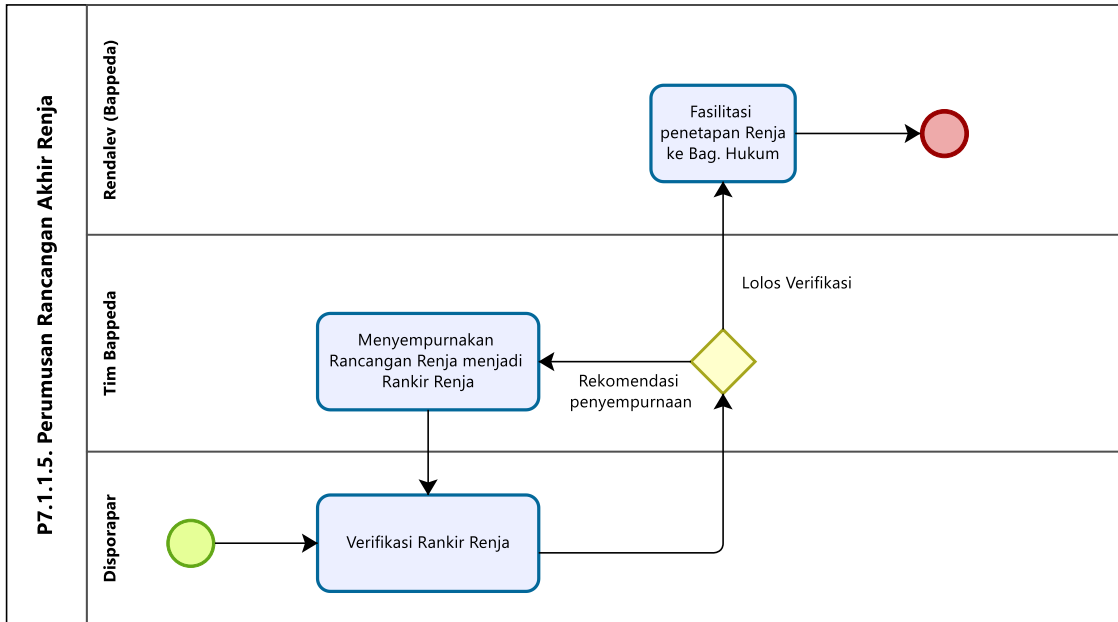 P7.1.1.5. Perumusan Rancangan Akhir Renja
Rendalev (Bappeda)
Fasilitasi
penetapan Renja
ke Bag. Hukum
Tim Bappeda
Lolos Verifikasi
Menyempurnakan
Rancangan Renja menjadi
Rankir Renja
Rekomendasi
penyempurnaan
Disporapar
Verifikasi Rankir Renja